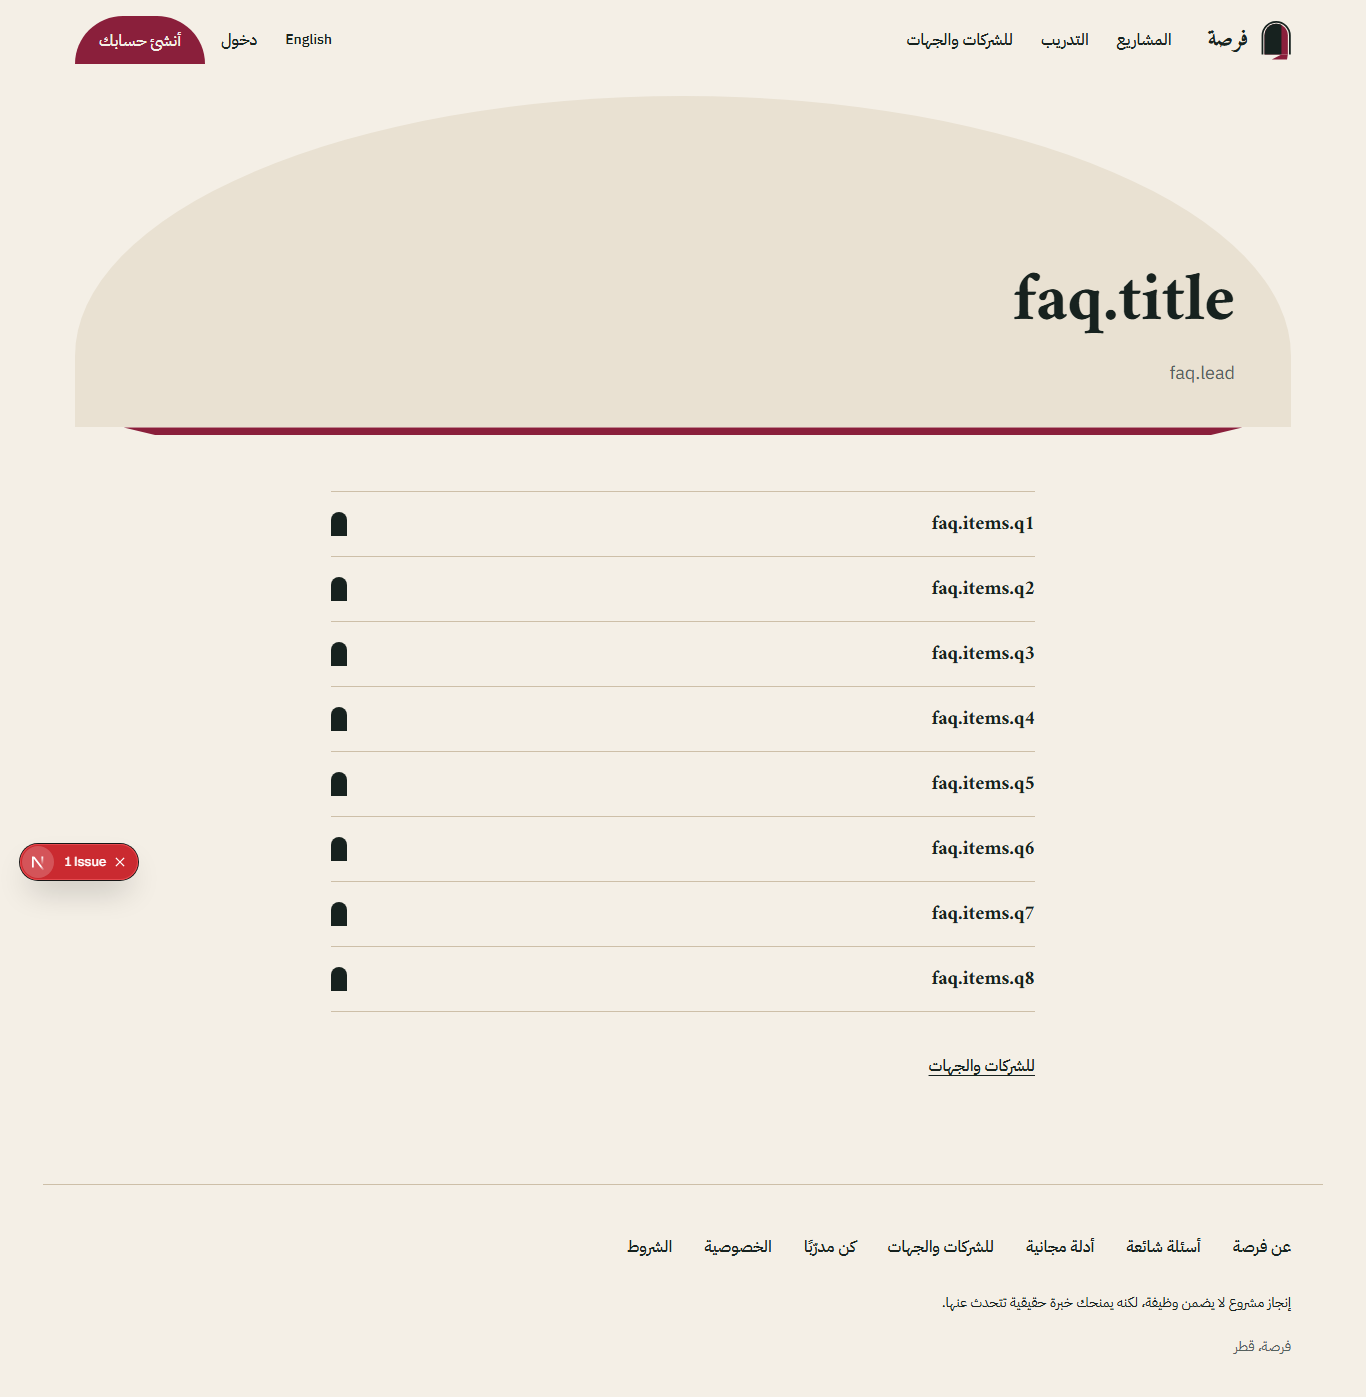 فرصة
المشاريع
التدريب
للشركات والجهات
English
دخول
أنشئ حسابك
faq.title
faq.lead
faq.items.q1
faq.items.q2
faq.items.q3
faq.items.q4
faq.items.q5
faq.items.q6
faq.items.q7
faq.items.q8
للشركات والجهات
N 1 Issue ×
عن فرصة أسئلة شائعة أدلة مجانية للشركات والجهات كن مدرّبًا الخصوصية الشروط
إنجاز مشروع لا يضمن وظيفة، لكنه يمنحك خبرة حقيقية تتحدث عنها.
فرصة، قطر